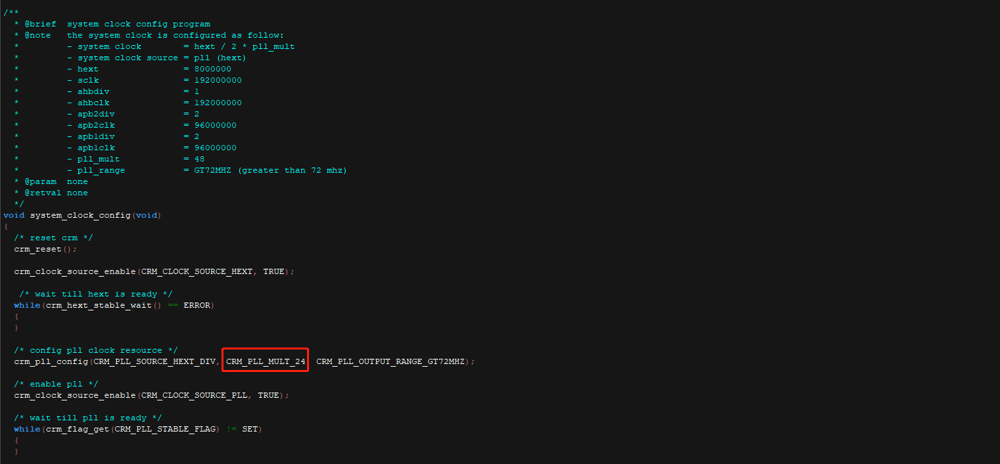 /**
  * @brief  system clock config program
  * @note   the system clock is configured as follow:
  *         - system clock        = hext / 2 * pll_mult
  *         - system clock source = pll (hext)
  *         - hext                = 8000000
  *         - sclk                = 192000000
  *         - ahbdiv              = 1
  *         - ahbclk              = 192000000
  *         - apb2div             = 2
  *         - apb2clk             = 96000000
  *         - apb1div             = 2
  *         - apb1clk             = 96000000
  *         - pll_mult            = 48
  *         - pll_range           = GT72MHZ (greater than 72 mhz)
  * @param  none
  * @retval none
  */
void system_clock_config(void)
{
  /* reset crm */
  crm_reset();

  crm_clock_source_enable(CRM_CLOCK_SOURCE_HEXT, TRUE);

   /* wait till hext is ready */
  while(crm_hext_stable_wait() == ERROR)
  {
  }

  /* config pll clock resource */
  crm_pll_config(CRM_PLL_SOURCE_HEXT_DIV, CRM_PLL_MULT_24  CRM_PLL_OUTPUT_RANGE_GT72MHZ);

  /* enable pll */
  crm_clock_source_enable(CRM_CLOCK_SOURCE_PLL, TRUE);

  /* wait till pll is ready */
  while(crm_flag_get(CRM_PLL_STABLE_FLAG) != SET)
  {
  }